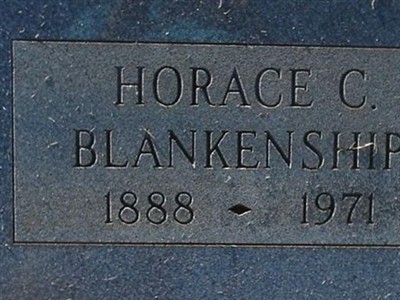 HORACE C.
BLANKENSHIP
1888 ◆ 1971